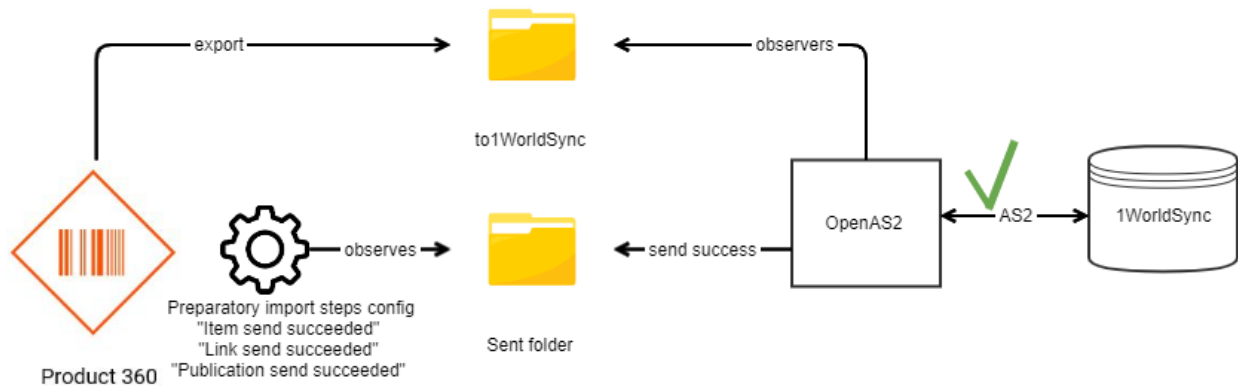 export
observers
to1WorldSync
OpenAS2
AS2
1WorldSync
observes
send success
Preparatory import steps config
"Item send succeeded"
"Link send succeeded"
"Publication send succeeded"
Sent folder
Product 360